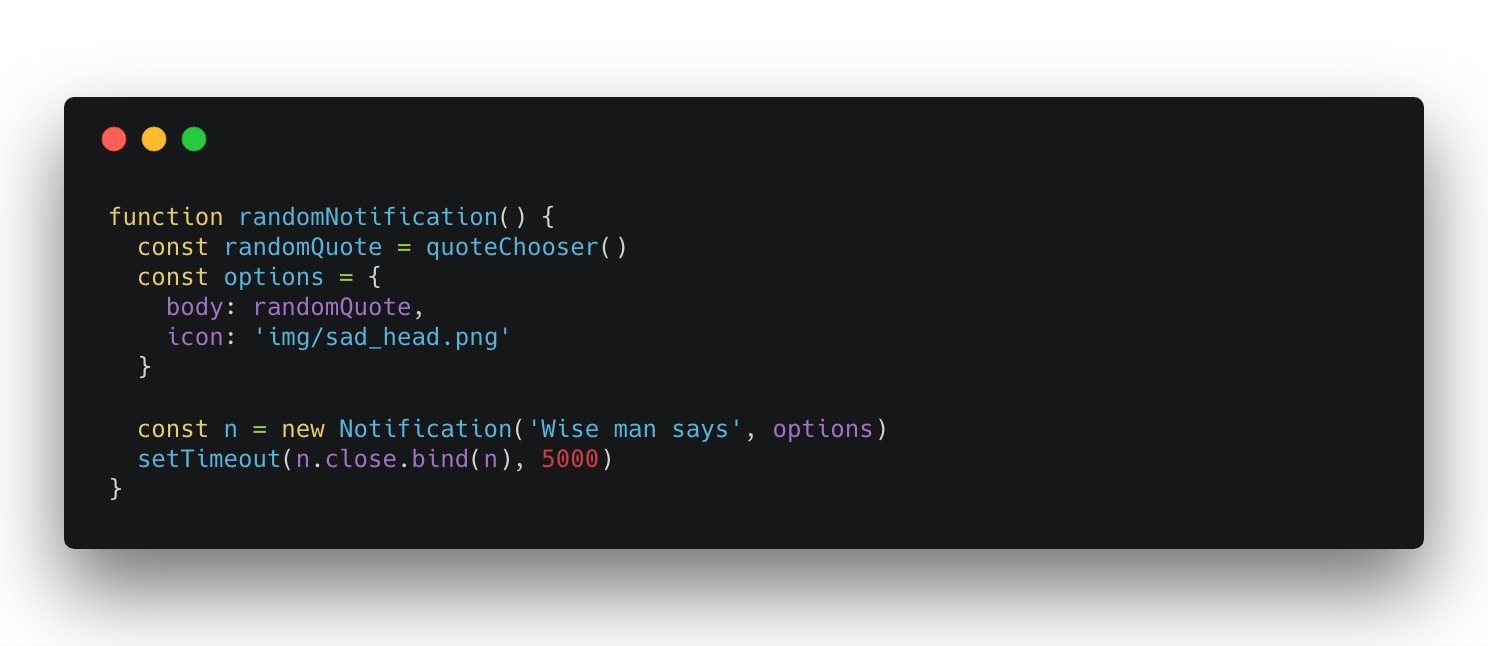 function randomNotification() {
  const randomQuote = quoteChooser()
  const options = {
    body: randomQuote,
    icon: 'img/sad_head.png'
  }

  const n = new Notification('Wise man says', options)
  setTimeout(n.close.bind(n), 5000)
}